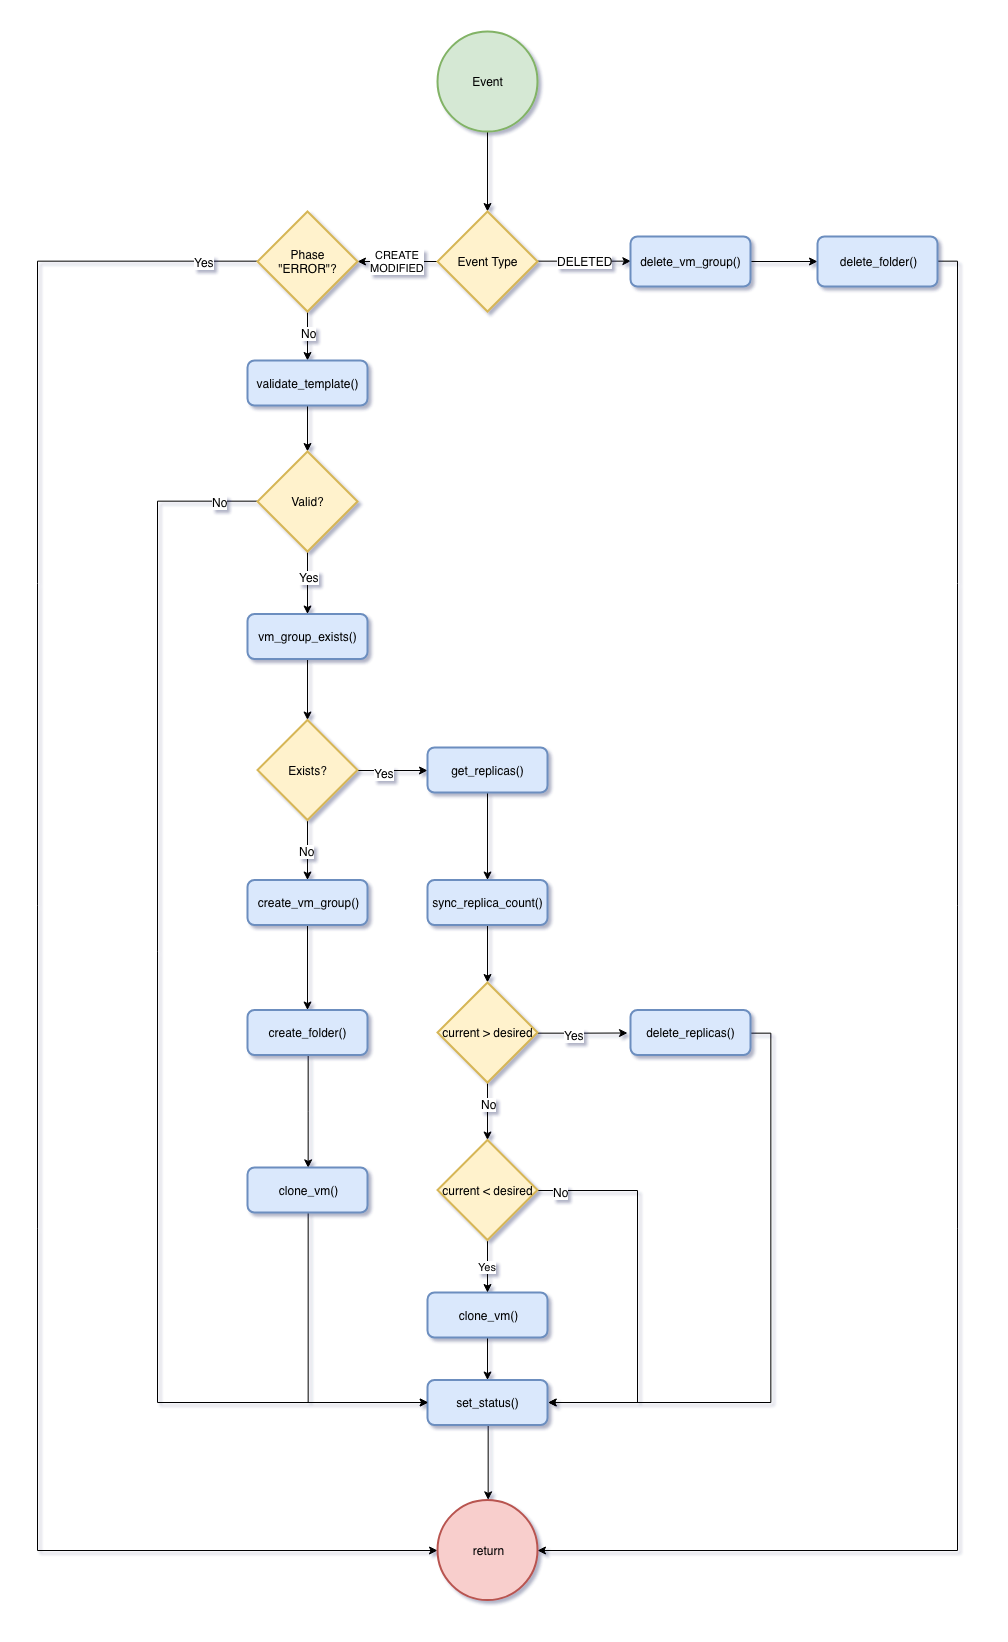 Event
Phase
"ERROR"?
Yes
CREATE
MODIFIED
Event Type
DELETED
delete_vm_group()
delete_folder()
No
validate_template()
Valid?
No
Yes
vm_group_exists()
Exists?
Yes
get_replicas()
No
create_vm_group()
sync_replica_count()
create_folder()
current > desired
Yes
delete_replicas()
No
clone_vm()
current < desired
No
Yes
clone_vm()
set_status()
return